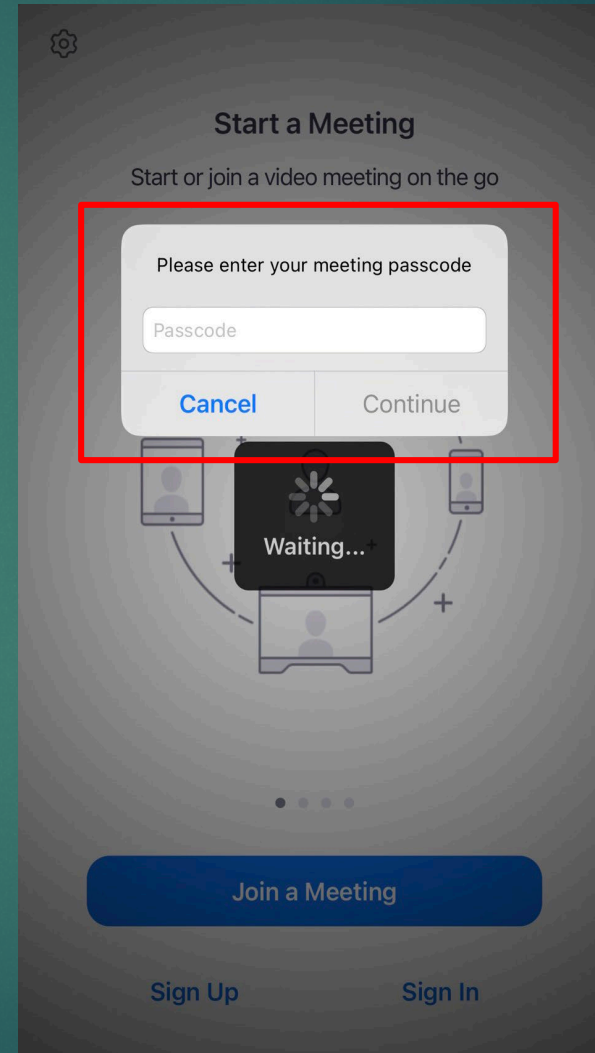 Start a Meeting
Start or join a video meeting on the go
Please enter your meeting passcode
Passcode
Cancel Continue
Waiting...
Join a Meeting
Sign Up Sign In